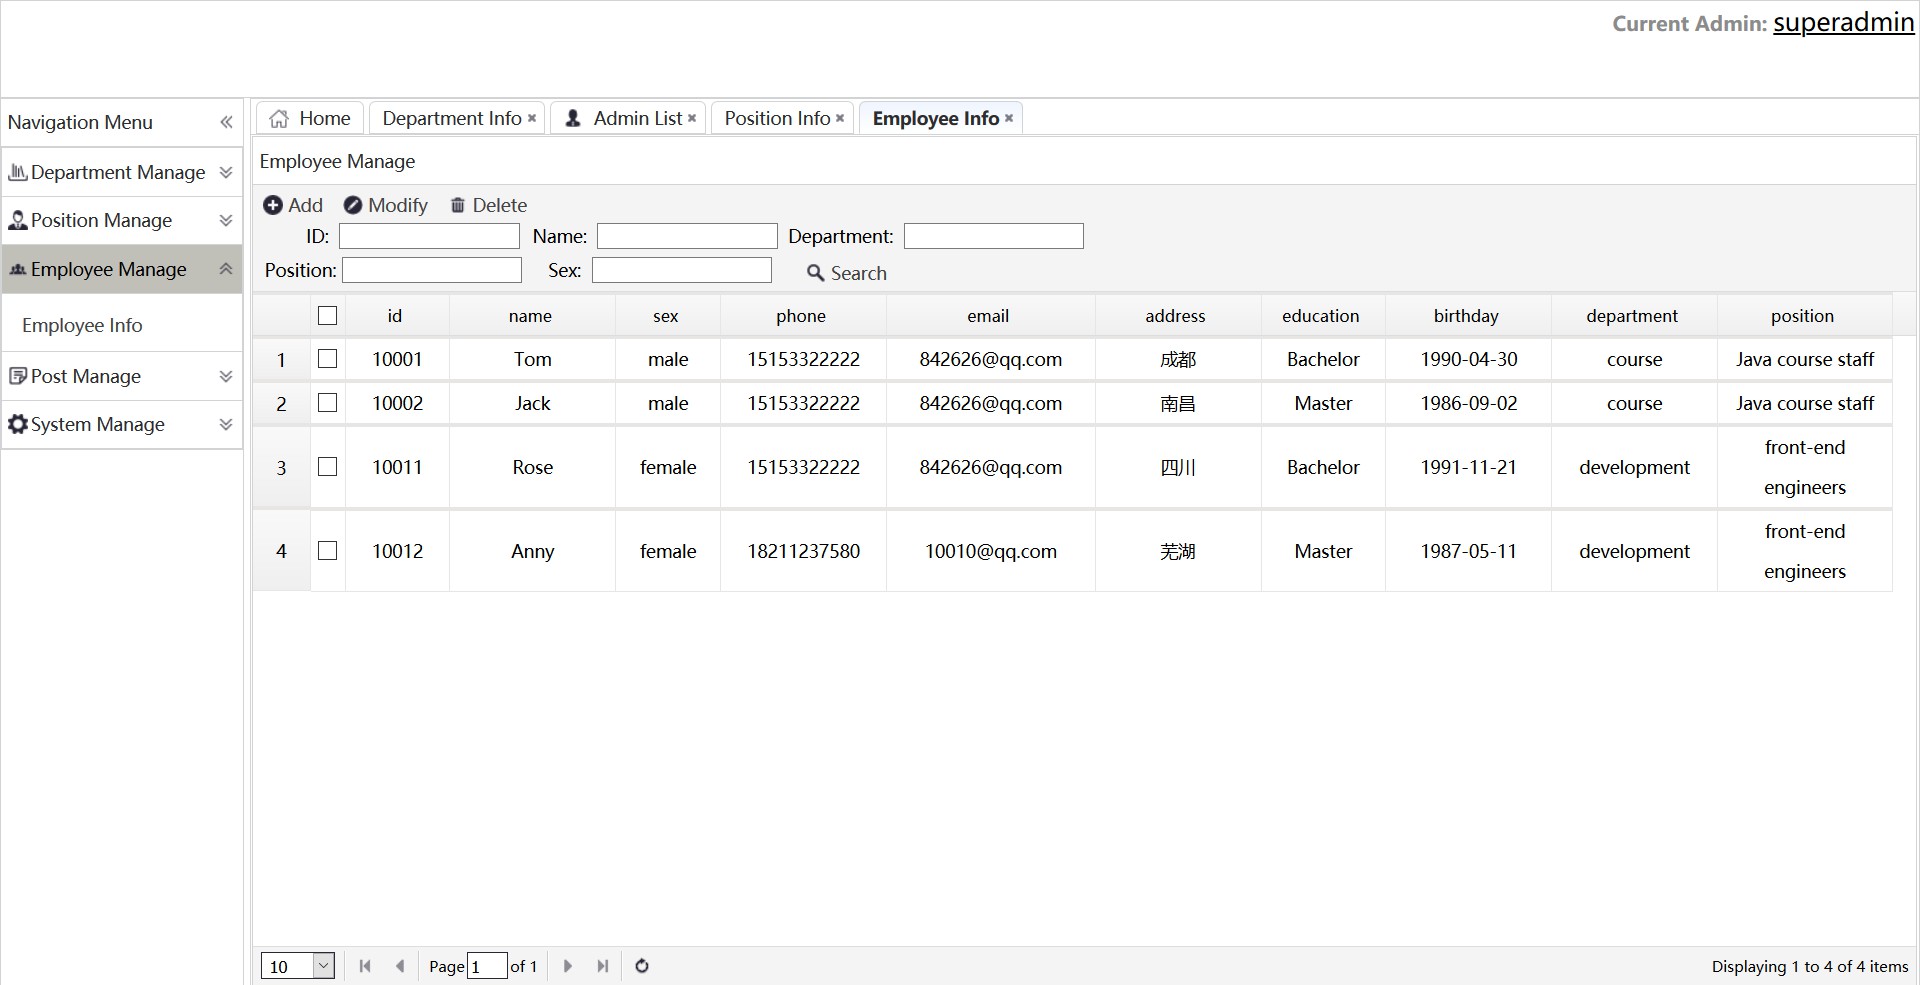 Current Admin: superadmin
Navigation Menu
Home Department Info Admin List Position Info Employee Info
Department Manage
Position Manage
Employee Manage
Employee Info
Post Manage
System Manage
Employee Manage
Add Modify Delete
ID: Name: Department:
Position: Sex: Search
id name sex phone email address education birthday department position
1 10001 Tom male 15153322222 842626@qq.com 成都 Bachelor 1990-04-30 course Java course staff
2 10002 Jack male 15153322222 842626@qq.com 南昌 Master 1986-09-02 course Java course staff
3 10011 Rose female 15153322222 842626@qq.com 四川 Bachelor 1991-11-21 development front-end
engineers
4 10012 Anny female 18211237580 10010@qq.com 芜湖 Master 1987-05-11 development front-end
engineers
10 Page 1 of 1 Displaying 1 to 4 of 4 items